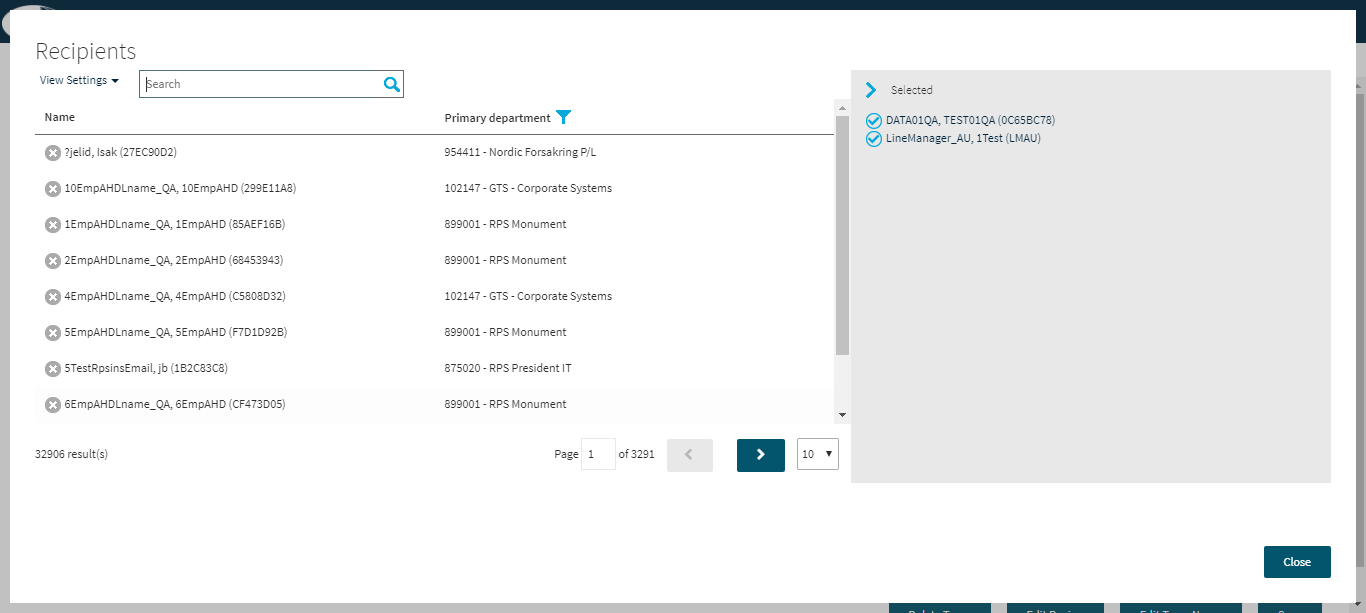 Recipients
View Settings
Search
Name Primary department
?jelid, Isak (27EC90D2) 954411 - Nordic Forsakring P/L
10EmpAHDLname_QA, 10EmpAHD (299E11A8) 102147 - GTS - Corporate Systems
1EmpAHDLname_QA, 1EmpAHD (85AEF16B) 899001 - RPS Monument
2EmpAHDLname_QA, 2EmpAHD (68453943) 899001 - RPS Monument
4EmpAHDLname_QA, 4EmpAHD (C5808D32) 102147 - GTS - Corporate Systems
5EmpAHDLname_QA, 5EmpAHD (F7D1D92B) 899001 - RPS Monument
5TestRpsinsEmail, jb (1B2C83C8) 875020 - RPS President IT
6EmpAHDLname_QA, 6EmpAHD (CF473D05) 899001 - RPS Monument
32906 result(s) Page 1 of 3291 10
Selected
DATA01QA, TEST01QA (0C65BC78)
LineManager_AU, 1Test (LMAU)
Close